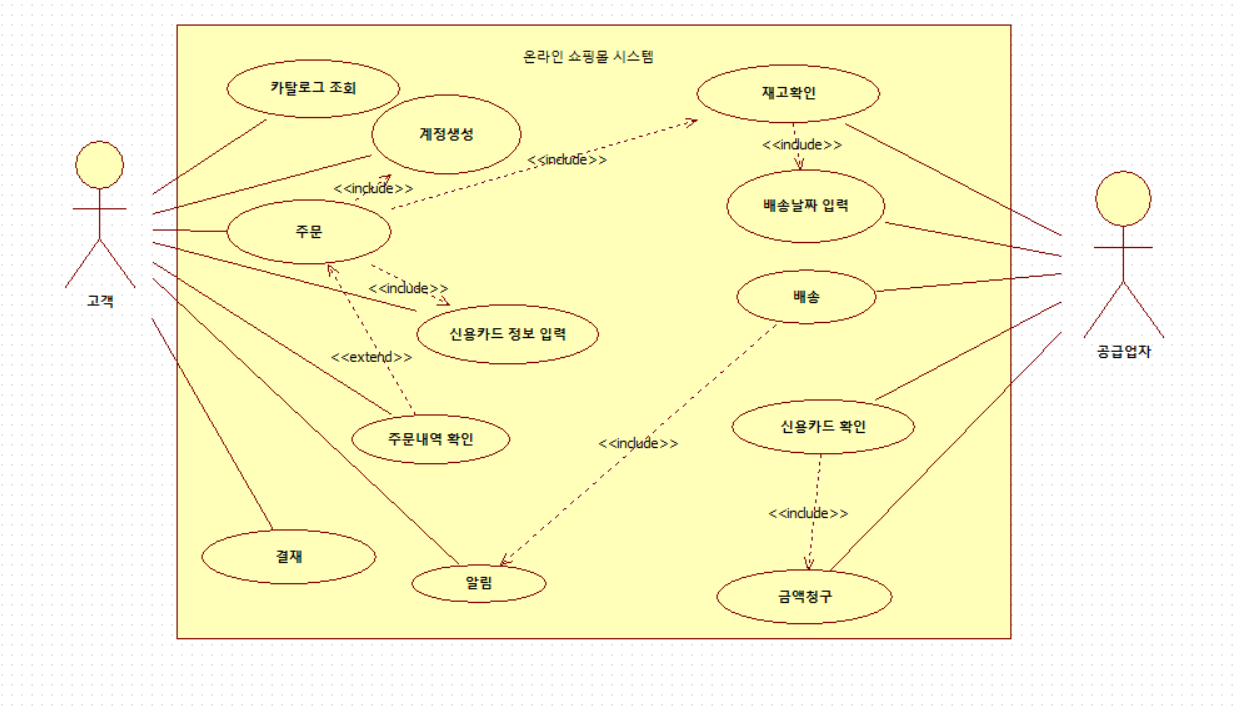 온라인 쇼핑몰 시스템
카탈로그 조회
재고확인
계정생성
<<include>>
<<include>>
<<include>>
배송날짜 입력
주문
고객
<<include>>
배송
신용카드 정보 입력
공급업자
<<extend>>
주문내역 확인
신용카드 확인
<<include>>
<<include>>
결재
알림
금액청구